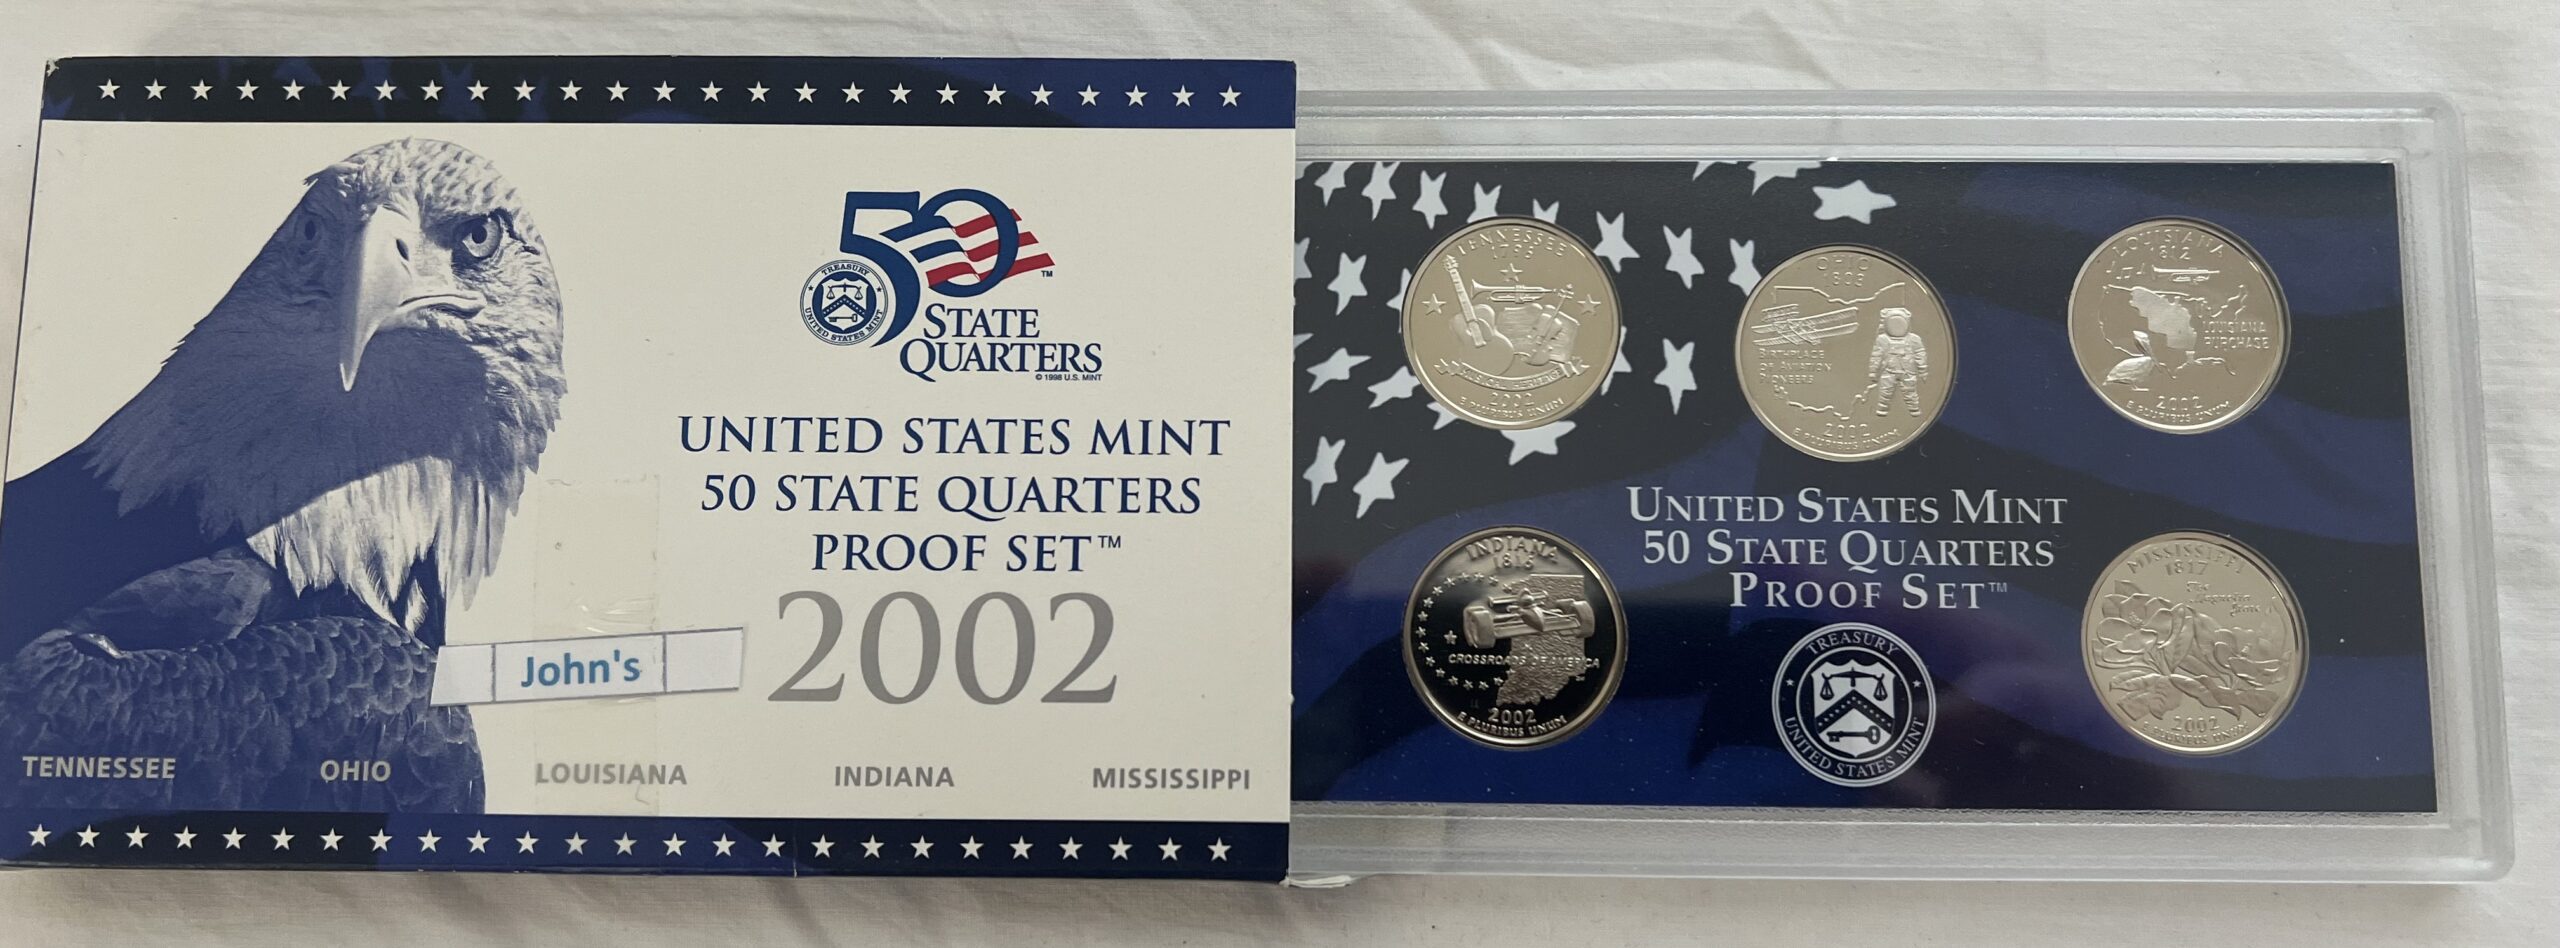 50
TREASURY
UNITED STATES MINT
STATE
QUARTERS
TM
© 1998 U.S. MINT
UNITED STATES MINT
50 STATE QUARTERS
PROOF SET™
2002
John's
TENNESSEE OHIO LOUISIANA INDIANA MISSISSIPPI
TENNESSEE
1796
MUSICAL HERITAGE
2002
E PLURIBUS UNUM
OHIO
1803
BIRTHPLACE
OF AVIATION
PIONEERS
2002
E PLURIBUS UNUM
LOUISIANA
1812
LOUISIANA
PURCHASE
2002
E PLURIBUS UNUM
INDIANA
1816
CROSSROADS OF AMERICA
2002
E PLURIBUS UNUM
UNITED STATES MINT
50 STATE QUARTERS
PROOF SET™
TREASURY
UNITED STATES MINT
MISSISSIPPI
1817
The
Magnolia
State
2002
E PLURIBUS UNUM